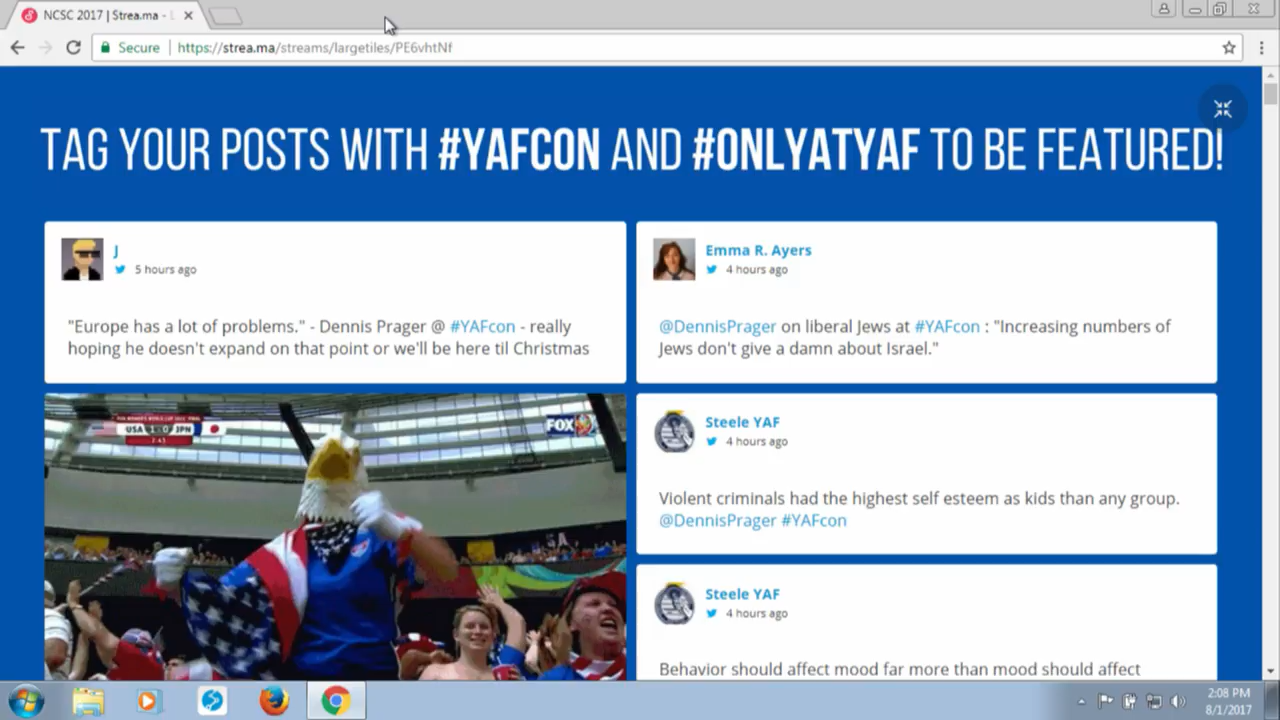 NCSC 2017 | Strea.ma -
Secure https://strea.ma/streams/largetiles/PE6vhtNf
TAG YOUR POSTS WITH #YAFCON AND #ONLYATYAF TO BE FEATURED!
J
5 hours ago
"Europe has a lot of problems." - Dennis Prager @ #YAFcon - really
hoping he doesn't expand on that point or we'll be here til Christmas
Emma R. Ayers
4 hours ago
@DennisPrager on liberal Jews at #YAFcon : "Increasing numbers of
Jews don't give a damn about Israel."
USA 1-0 JPN
FOX
Steele YAF
4 hours ago
Violent criminals had the highest self esteem as kids than any group.
@DennisPrager #YAFcon
Steele YAF
4 hours ago
Behavior should affect mood far more than mood should affect
2:08 PM
8/1/2017